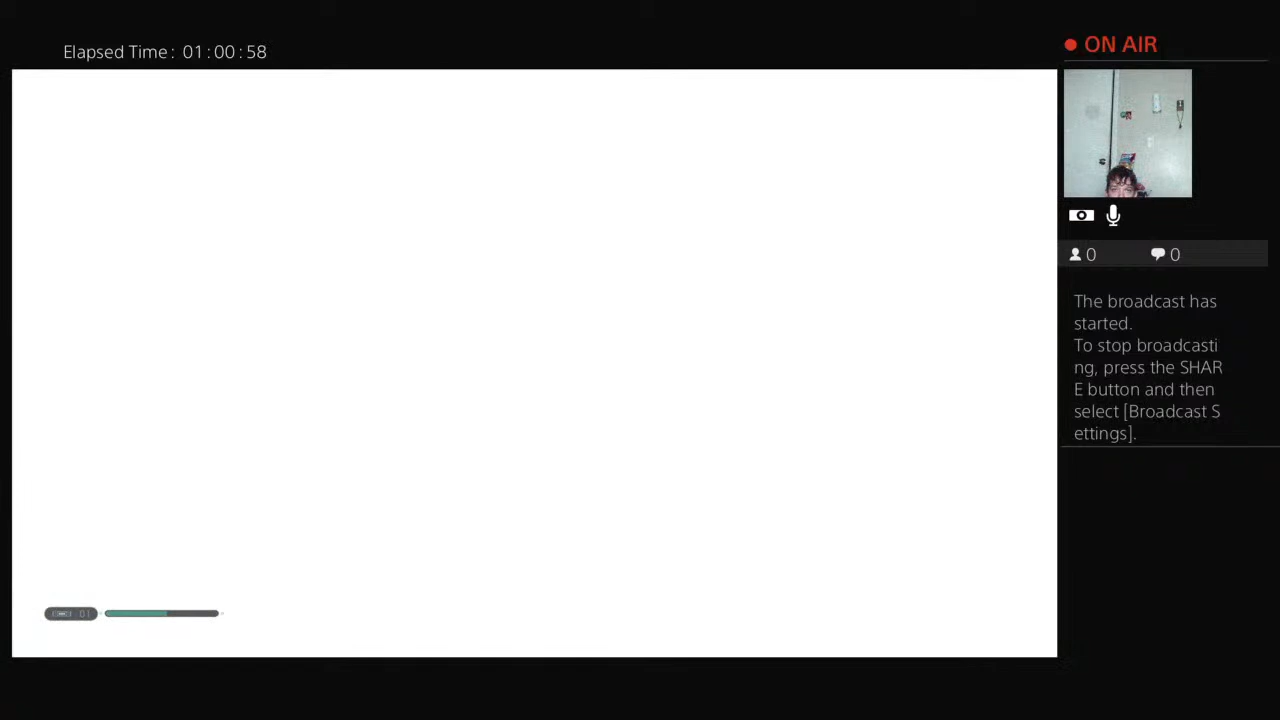 Elapsed Time: 01:00:58
ON AIR
0
0
The broadcast has
started.
To stop broadcasti
ng, press the SHAR
E button and then
select [Broadcast S
ettings].
01